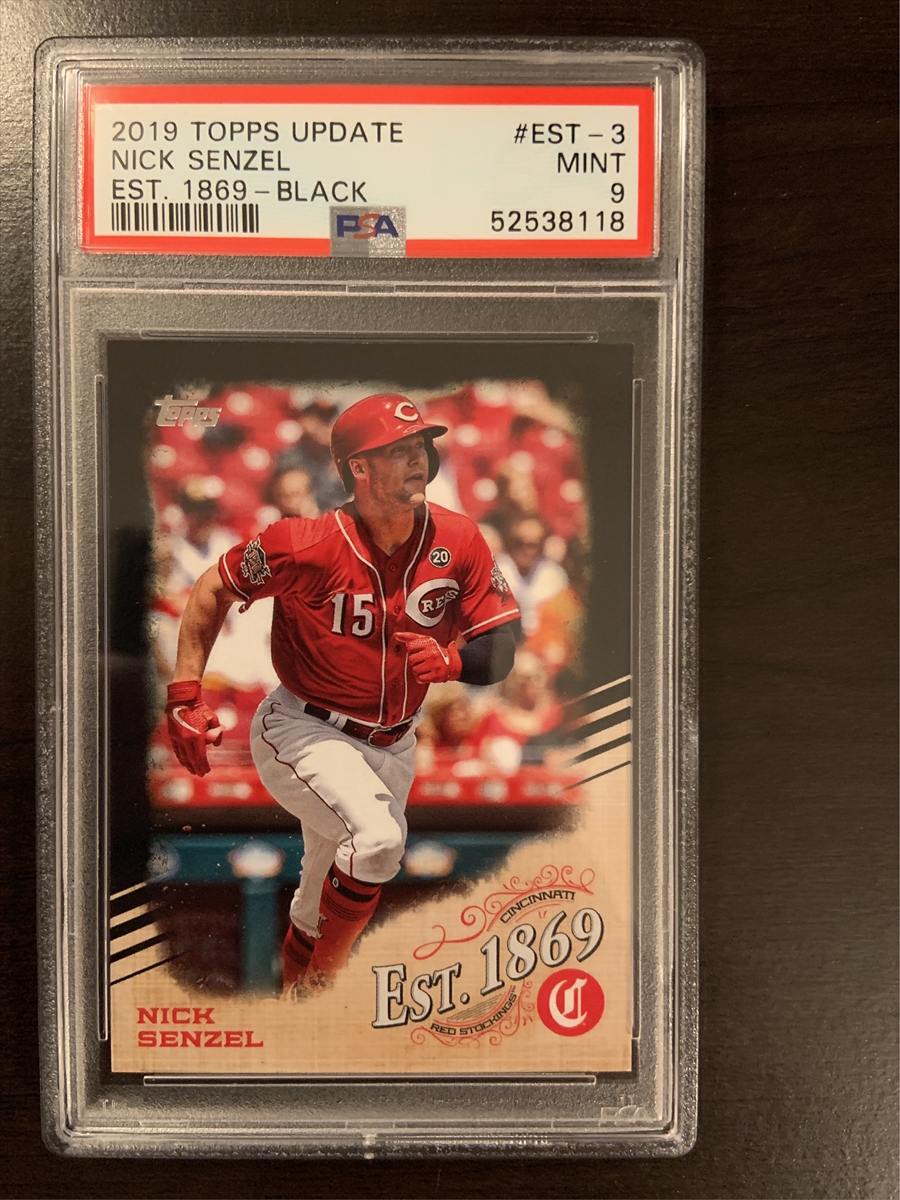 2019 TOPPS UPDATE #EST-3
NICK SENZEL MINT
EST. 1869-BLACK 9
PSA 52538118
Topps
C
20
15
REDS
CINCINNATI
EST. 1869
RED STOCKINGS
C
NICK
SENZEL